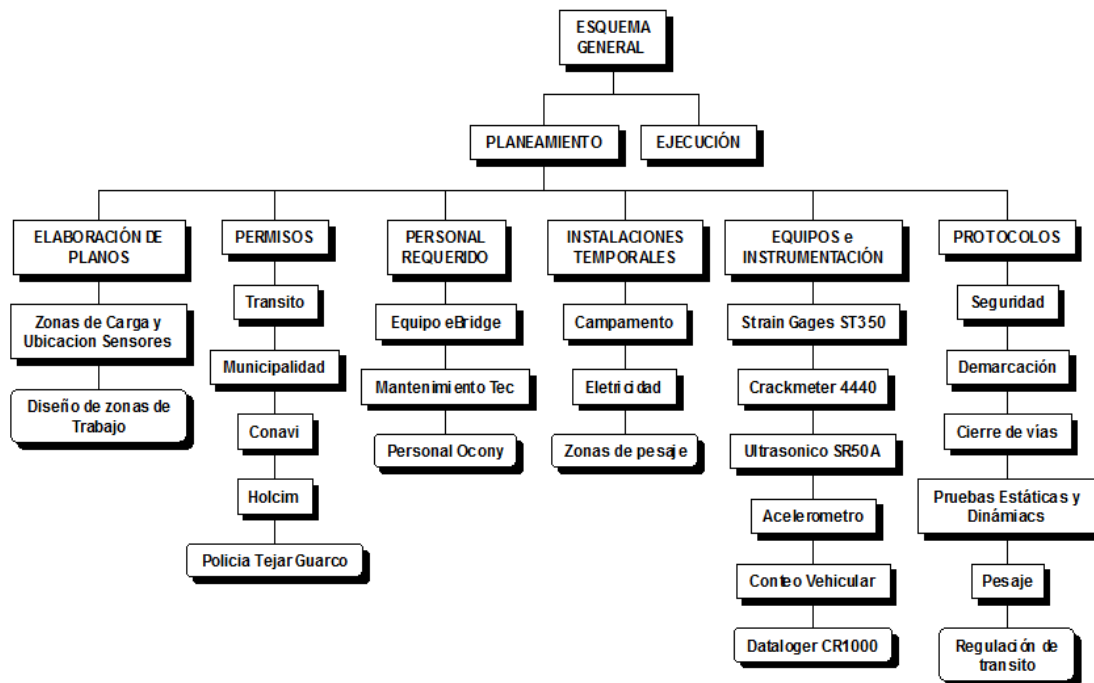 ESQUEMA
GENERAL
PLANEAMIENTO
EJECUCIÓN
ELABORACIÓN DE
PLANOS
Zonas de Carga y
Ubicacion Sensores
Diseño de zonas de
Trabajo
PERMISOS
Transito
Municipalidad
Conavi
Holcim
Policia Tejar Guarco
PERSONAL
REQUERIDO
Equipo eBridge
Mantenimiento Tec
Personal Ocony
INSTALACIONES
TEMPORALES
Campamento
Eletricidad
Zonas de pesaje
EQUIPOS e
INSTRUMENTACIÓN
Strain Gages ST350
Crackmeter 4440
Ultrasonico SR50A
Acelerometro
Conteo Vehicular
Dataloger CR1000
PROTOCOLOS
Seguridad
Demarcación
Cierre de vías
Pruebas Estáticas y
Dinámiacs
Pesaje
Regulación de
transito